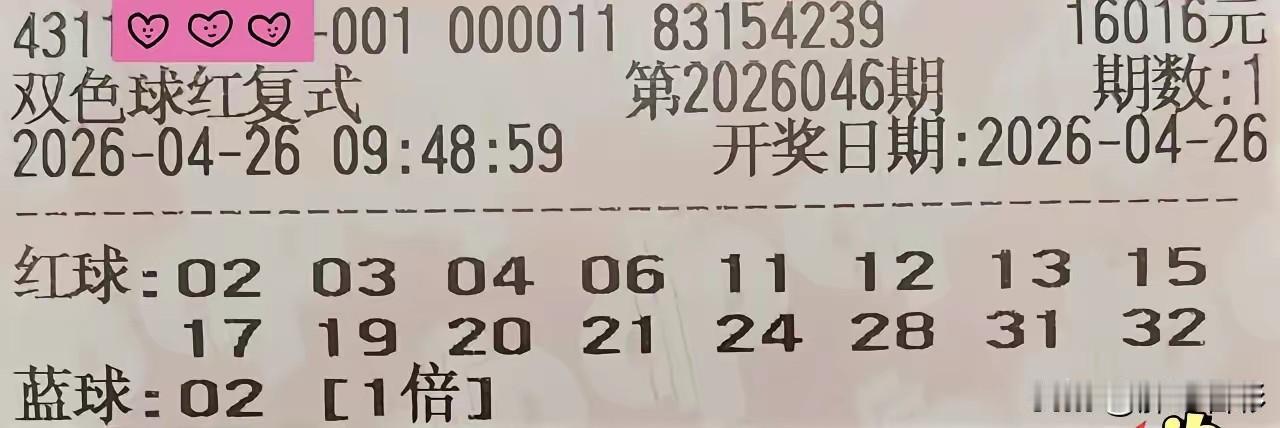 4311 -001 000011 83154239 16016元
双色球红复式 第2026046期 期数:1
2026-04-26 09:48:59 开奖日期:2026-04-26
红球:02 03 04 06 11 12 13 15
17 19 20 21 24 28 31 32
蓝球:02 [1倍]